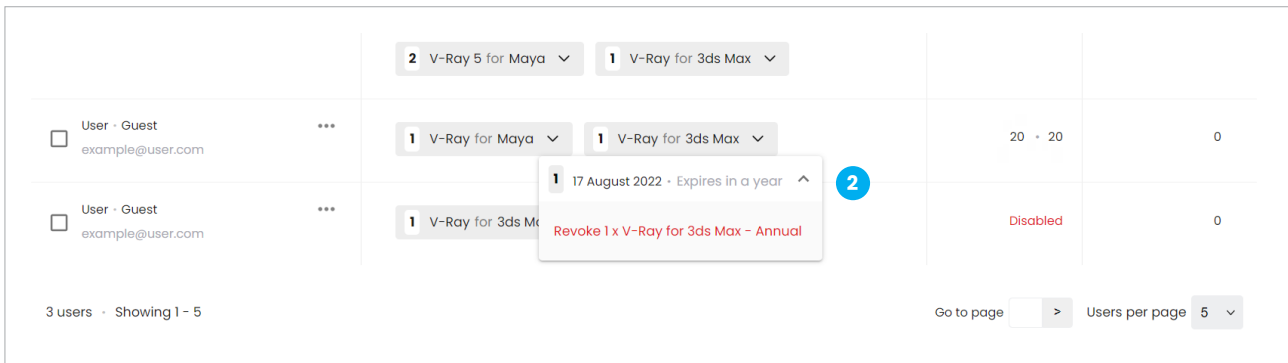 2 V-Ray 5 for Maya 1 V-Ray for 3ds Max
User · Guest
example@user.com
1 V-Ray for Maya 1 V-Ray for 3ds Max
20 · 20
0
1 17 August 2022 · Expires in a year
2
Revoke 1 x V-Ray for 3ds Max - Annual
User · Guest
example@user.com
1 V-Ray for 3ds
Disabled
0
3 users · Showing 1 - 5
Go to page > Users per page 5